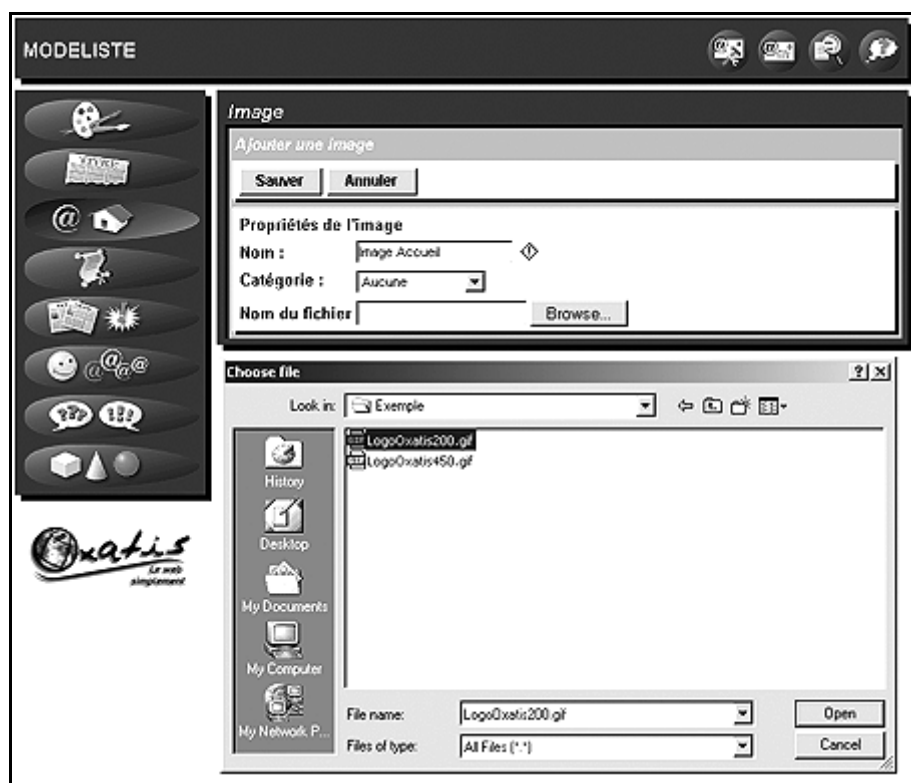 MODELISTE
Image
Ajouter une image
Sauver Annuler
Propriétés de l'image
Nom : Image Accueil
Catégorie : Aucune
Nom du fichier Browse...
Choose file
Look in: Exemple
LogoOxatis200.gif
LogoOxatis450.gif
History
Desktop
My Documents
My Computer
My Network P...
File name: LogoOxatis200.gif Open
Files of type: All Files (*.*) Cancel
Oxatis
Le web
simplement